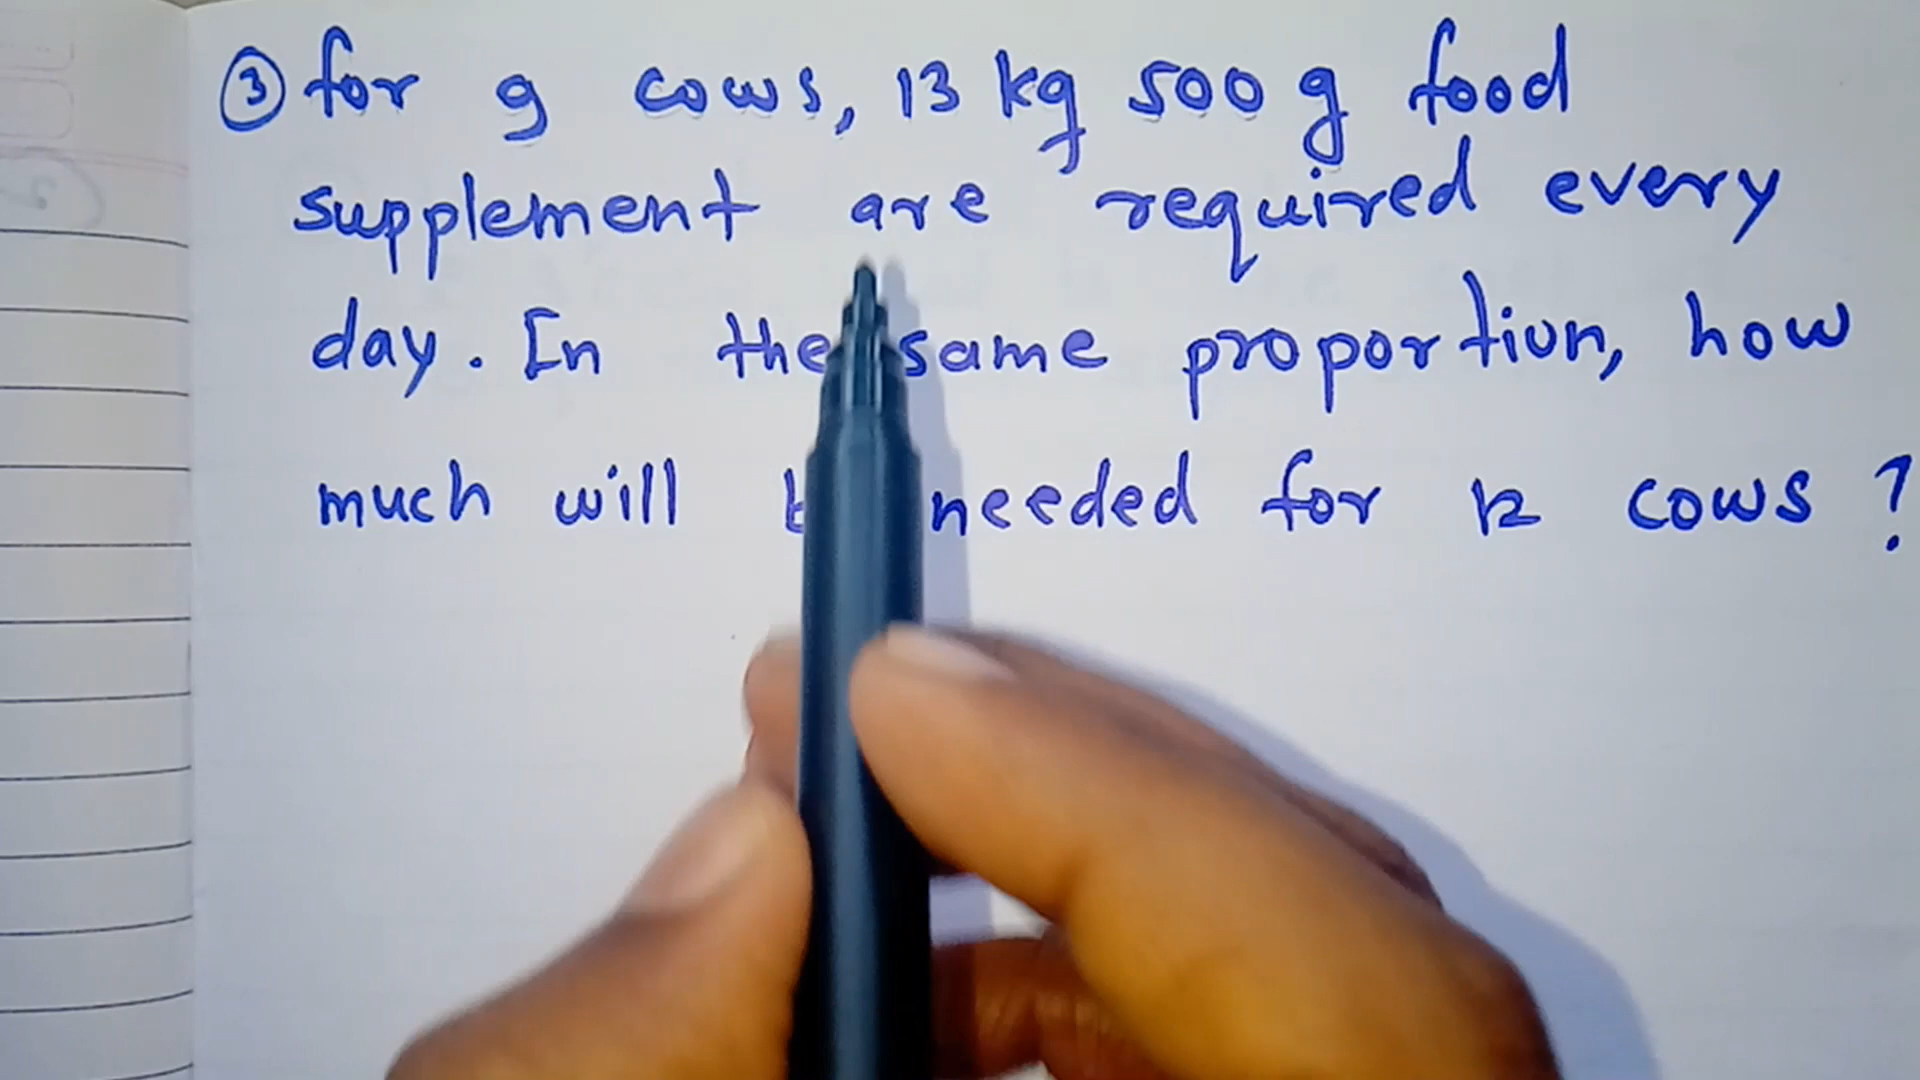 ③ for 9 cows, 13 kg 500 g food
supplement are required every
day. In the same proportion, how
much will needed for 12 cows ?